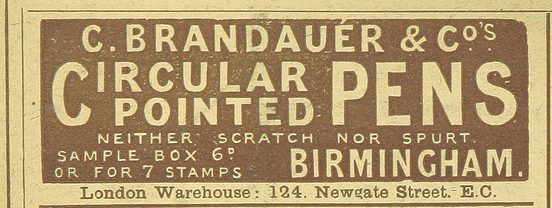 C. BRANDAUÉR & Co.'s
CIRCULAR POINTED PENS
NEITHER SCRATCH NOR SPURT.
SAMPLE BOX 6D
OR FOR 7 STAMPS
BIRMINGHAM.
London Warehouse: 124. Newgate Street. E.C.